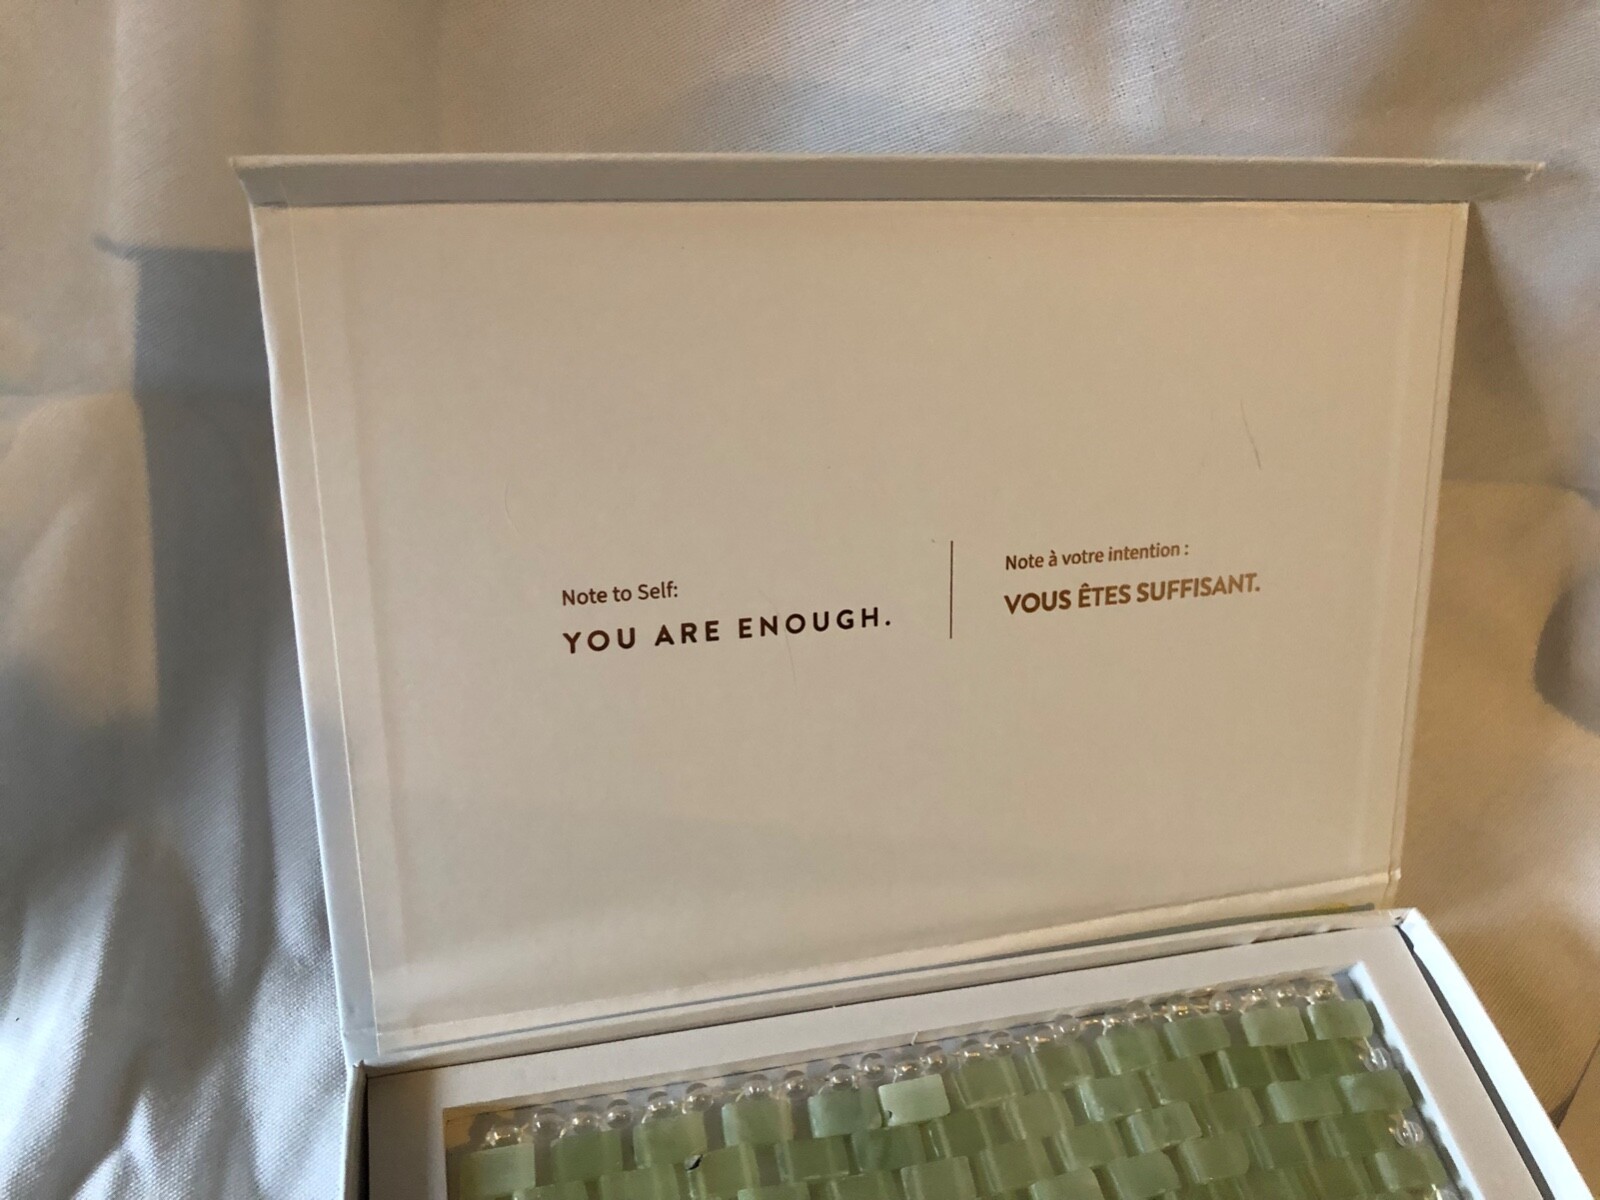 Note to Self:
YOU ARE ENOUGH.
Note à votre intention :
VOUS ÊTES SUFFISANT.